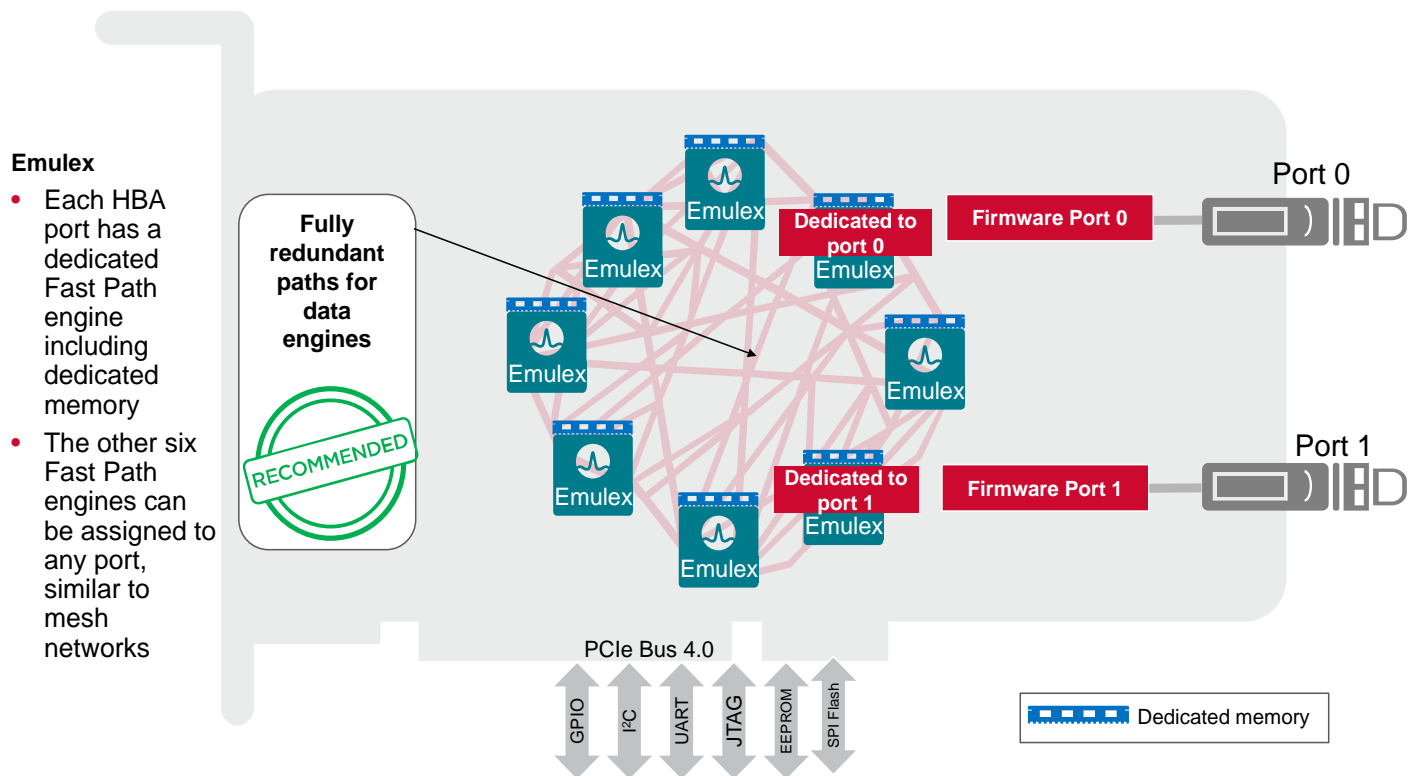 Emulex
• Each HBA
port has a
dedicated
Fast Path
engine
including
dedicated
memory
• The other six
Fast Path
engines can
be assigned to
any port,
similar to
mesh
networks
Fully
redundant
paths for
data
engines
RECOMMENDED
Emulex
Emulex
Emulex
Emulex
Emulex
Dedicated to
port 0
Emulex
Emulex
Dedicated to
port 1
Emulex
Firmware Port 0
Port 0
Firmware Port 1
Port 1
PCIe Bus 4.0
GPIO
I²C
UART
JTAG
EEPROM
SPI Flash
Dedicated memory